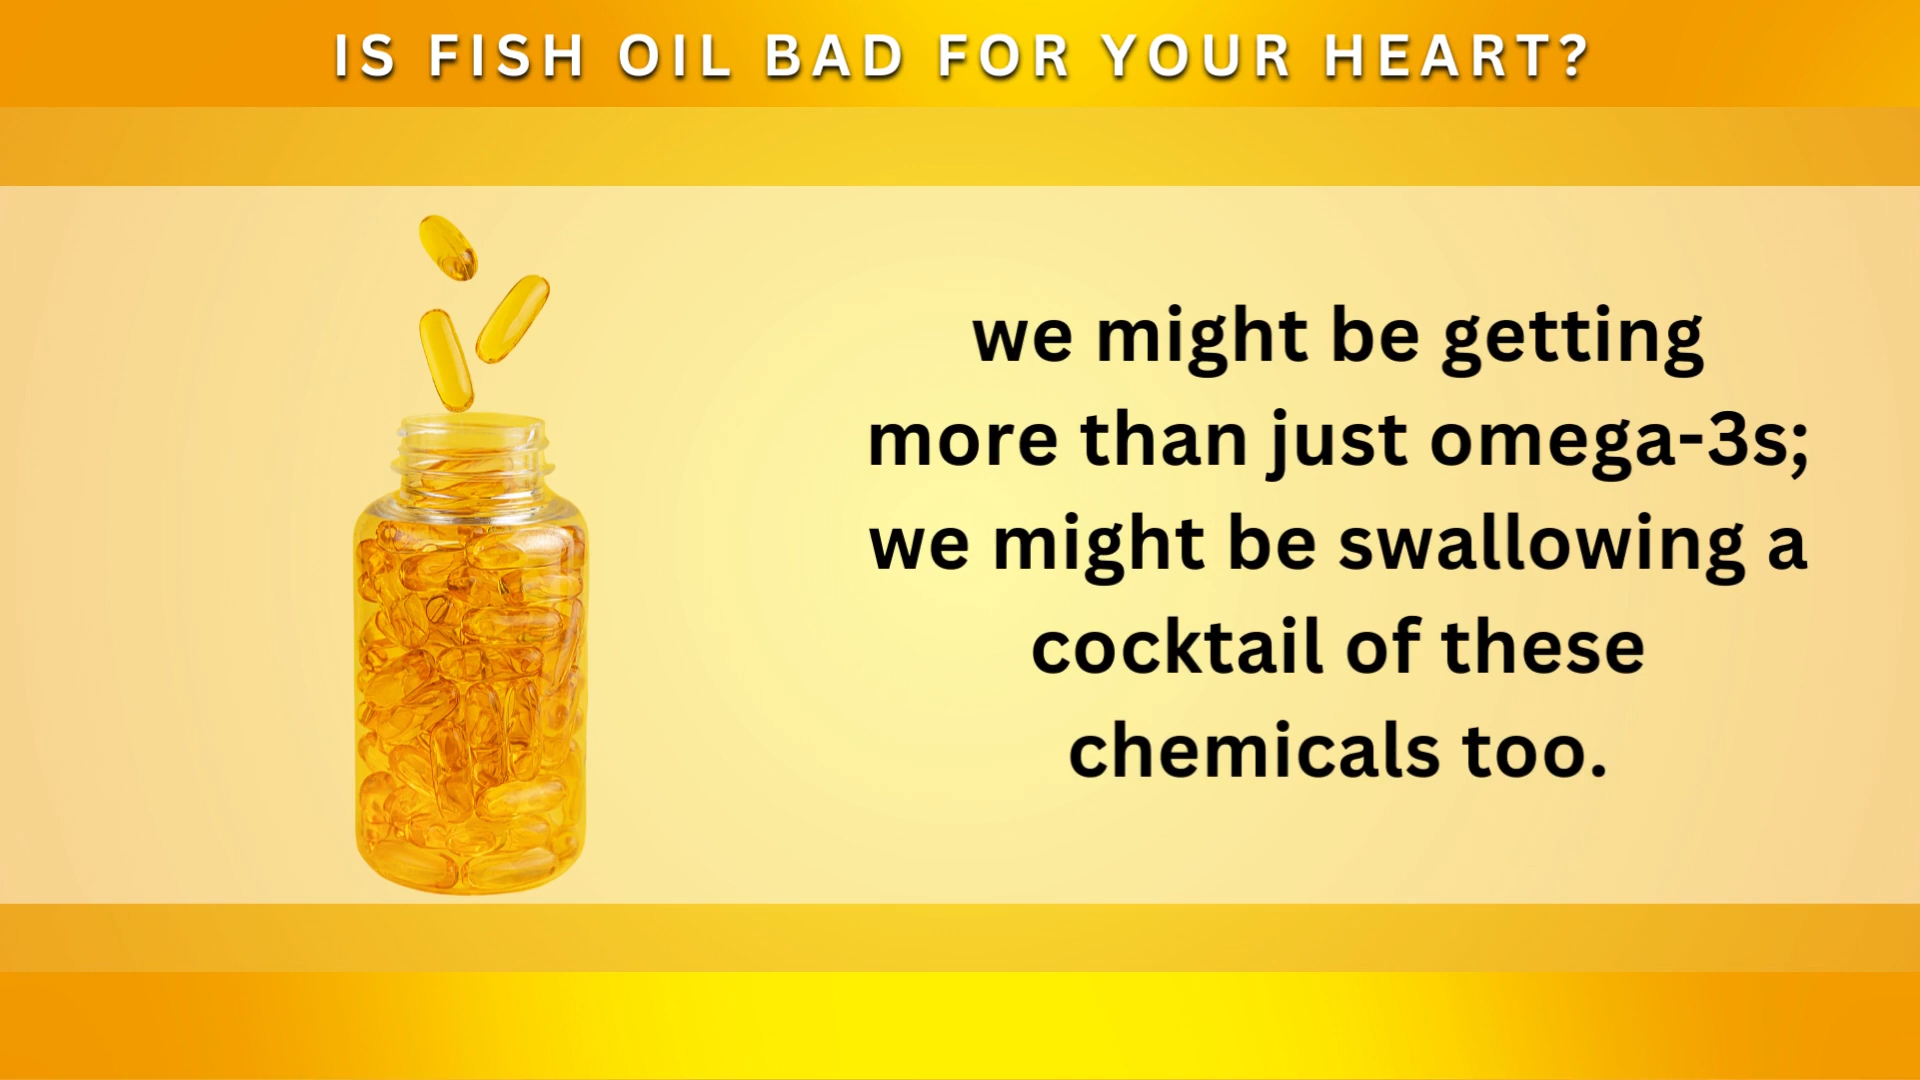 IS FISH OIL BAD FOR YOUR HEART?
we might be getting
more than just omega-3s;
we might be swallowing a
cocktail of these
chemicals too.